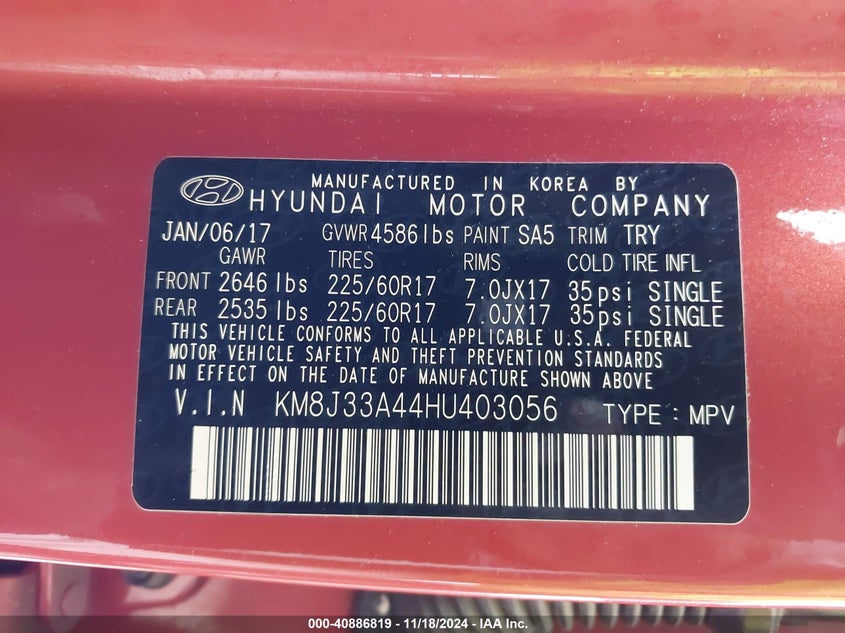 MANUFACTURED IN KOREA BY
HYUNDAI MOTOR COMPANY
JAN/06/17 GVWR 4586lbs PAINT SA5 TRIM TRY
GAWR TIRES RIMS COLD TIRE INFL
FRONT 2646 lbs 225/60R17 7.0JX17 35psi SINGLE
REAR 2535 lbs 225/60R17 7.0JX17 35psi SINGLE
THIS VEHICLE CONFORMS TO ALL APPLICABLE U.S.A. FEDERAL
MOTOR VEHICLE SAFETY AND THEFT PREVENTION STANDARDS
IN EFFECT ON THE DATE OF MANUFACTURE SHOWN ABOVE
V.I.N KM8J33A44HU403056 TYPE : MPV
000-40886819 - 11/18/2024 - IAA Inc.